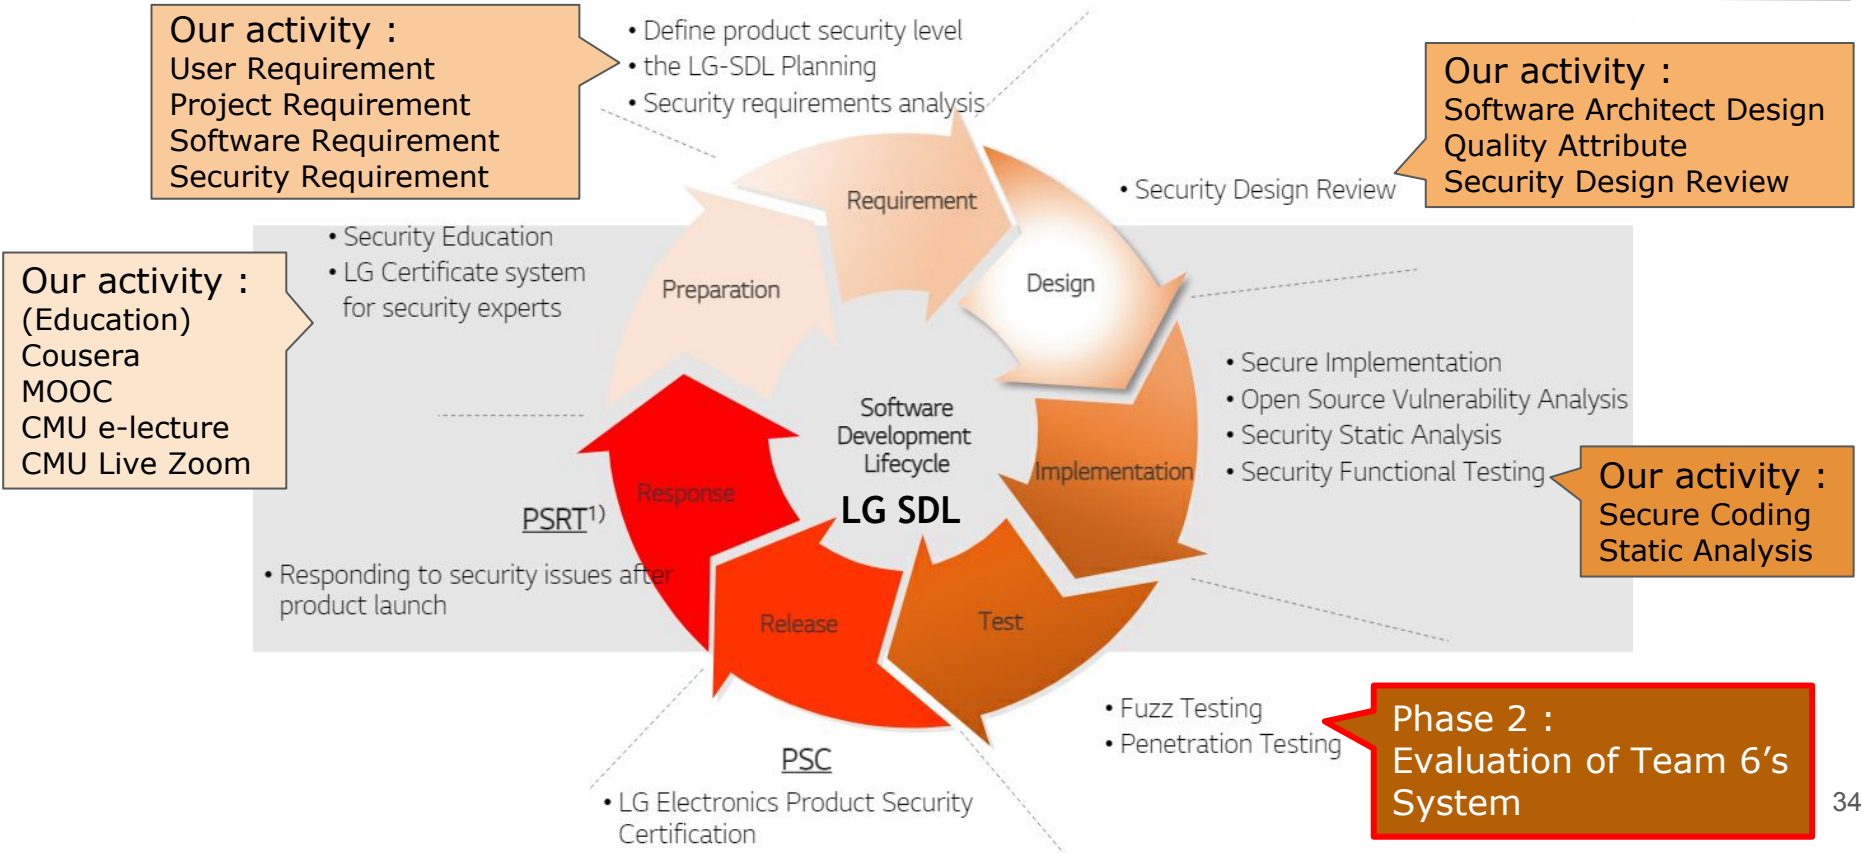 Our activity :
User Requirement
Project Requirement
Software Requirement
Security Requirement
• Define product security level
• the LG-SDL Planning
• Security requirements analysis
Our activity :
Software Architect Design
Quality Attribute
Security Design Review
• Security Design Review
Requirement
• Security Education
• LG Certificate system
for security experts
Our activity :
(Education)
Cousera
MOOC
CMU e-lecture
CMU Live Zoom
Preparation
Design
• Secure Implementation
• Open Source Vulnerability Analysis
• Security Static Analysis
• Security Functional Testing
Our activity :
Secure Coding
Static Analysis
Software
Development
Lifecycle
LG SDL
Implementation
Response
PSRT1)
• Responding to security issues after
product launch
Release
Test
• Fuzz Testing
• Penetration Testing
Phase 2 :
Evaluation of Team 6’s
System
PSC
• LG Electronics Product Security
Certification
34